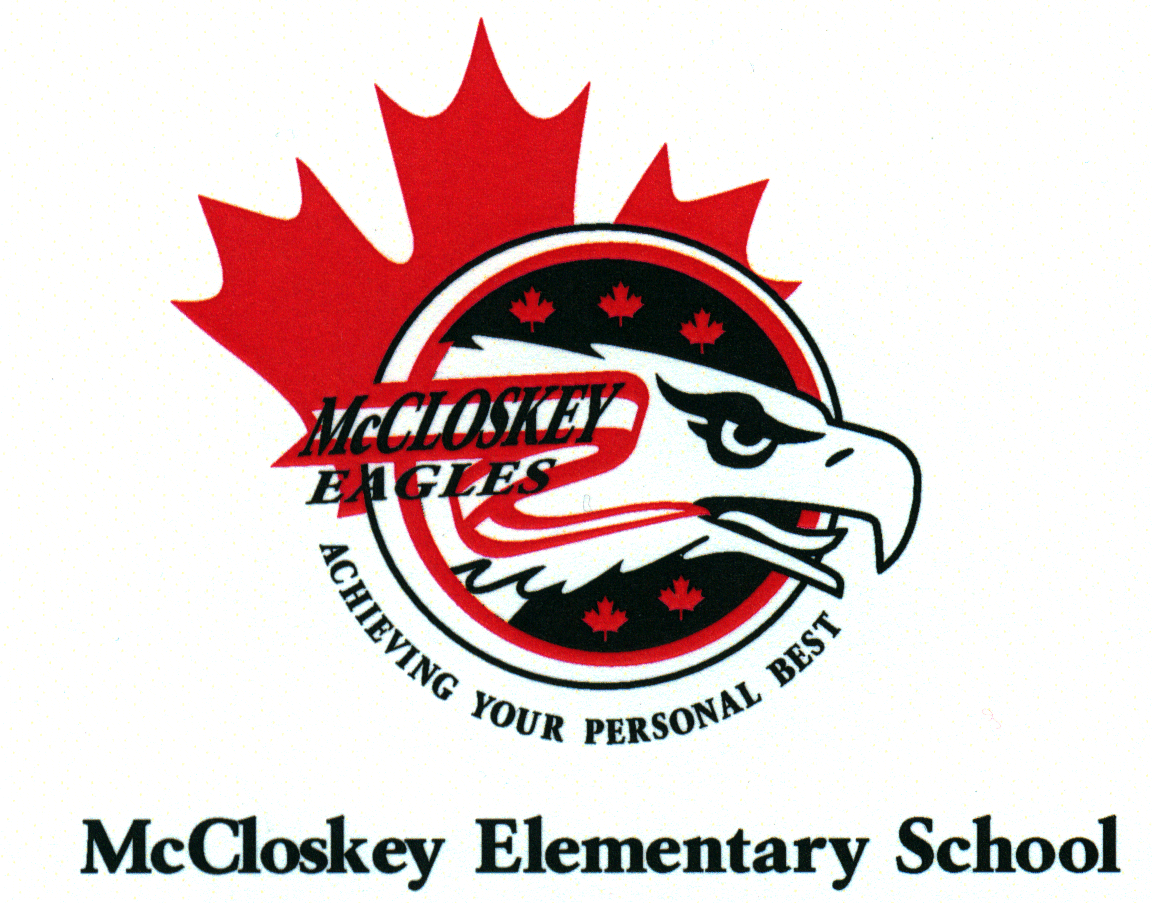 McCLOSKEY
EAGLES
ACHIEVING YOUR PERSONAL BEST
McCloskey Elementary School